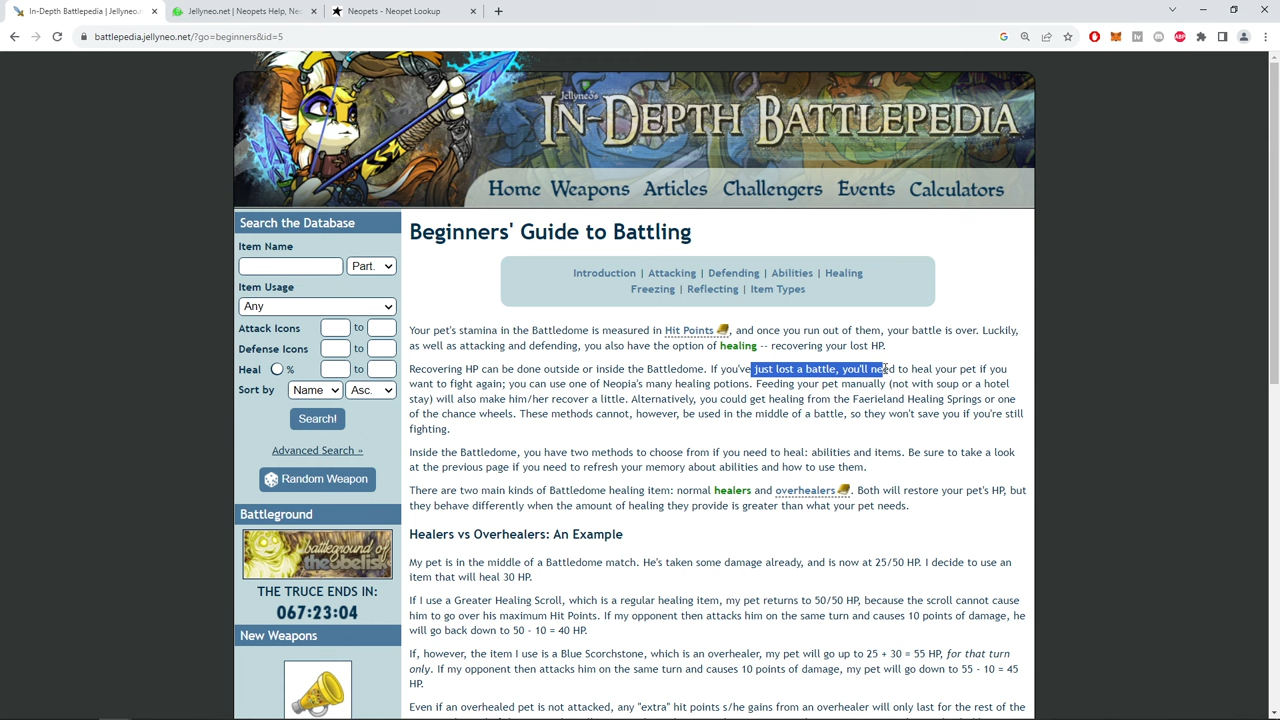 In-Depth Battlepedia | Jellyneo.n
Jellyneo.net | Neopets Help, Neo
Neopets - Neopet Lookup
battlepedia.jellyneo.net/?go=beginners&id=5
Jellyneo's
IN-DEPTH BATTLEPEDIA
Home Weapons Articles Challengers Events Calculators
Search the Database
Item Name
Part.
Item Usage
Any
Attack Icons to
Defense Icons to
Heal % to
Sort by Name Asc.
Search!
Advanced Search »
Random Weapon
Battleground
battleground of the obelisk
THE TRUCE ENDS IN:
067:23:04
New Weapons
Beginners' Guide to Battling
Introduction | Attacking | Defending | Abilities | Healing
Freezing | Reflecting | Item Types
Your pet's stamina in the Battledome is measured in Hit Points, and once you run out of them, your battle is over. Luckily,
as well as attacking and defending, you also have the option of healing -- recovering your lost HP.
Recovering HP can be done outside or inside the Battledome. If you've just lost a battle, you'll need to heal your pet if you
want to fight again; you can use one of Neopia's many healing potions. Feeding your pet manually (not with soup or a hotel
stay) will also make him/her recover a little. Alternatively, you could get healing from the Faerieland Healing Springs or one
of the chance wheels. These methods cannot, however, be used in the middle of a battle, so they won't save you if you're still
fighting.
Inside the Battledome, you have two methods to choose from if you need to heal: abilities and items. Be sure to take a look
at the previous page if you need to refresh your memory about abilities and how to use them.
There are two main kinds of Battledome healing item: normal healers and overhealers. Both will restore your pet's HP, but
they behave differently when the amount of healing they provide is greater than what your pet needs.
Healers vs Overhealers: An Example
My pet is in the middle of a Battledome match. He's taken some damage already, and is now at 25/50 HP. I decide to use an
item that will heal 30 HP.
If I use a Greater Healing Scroll, which is a regular healing item, my pet returns to 50/50 HP, because the scroll cannot cause
him to go over his maximum Hit Points. If my opponent then attacks him on the same turn and causes 10 points of damage, he
will go back down to 50 - 10 = 40 HP.
If, however, the item I use is a Blue Scorchstone, which is an overhealer, my pet will go up to 25 + 30 = 55 HP, for that turn
only. If my opponent then attacks him on the same turn and causes 10 points of damage, my pet will go down to 55 - 10 = 45
HP.
Even if an overhealed pet is not attacked, any "extra" hit points s/he gains from an overhealer will only last for the rest of the